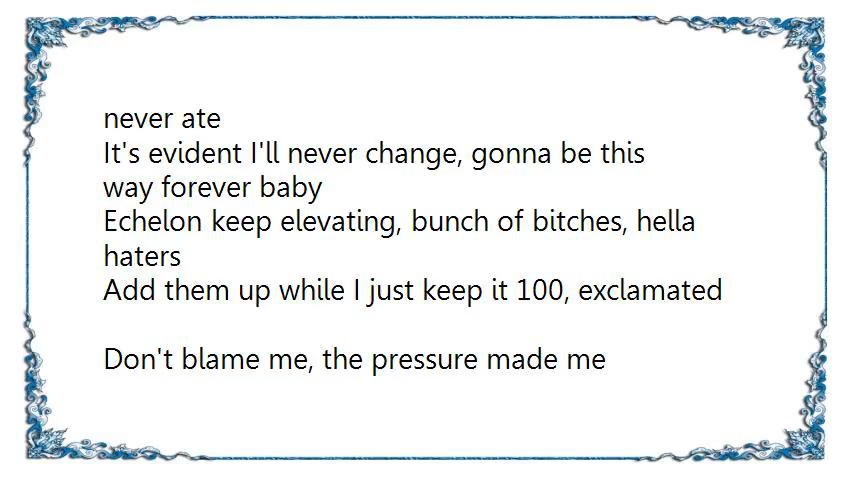 never ate
It's evident I'll never change, gonna be this
way forever baby
Echelon keep elevating, bunch of bitches, hella
haters
Add them up while I just keep it 100, exclamated
Don't blame me, the pressure made me